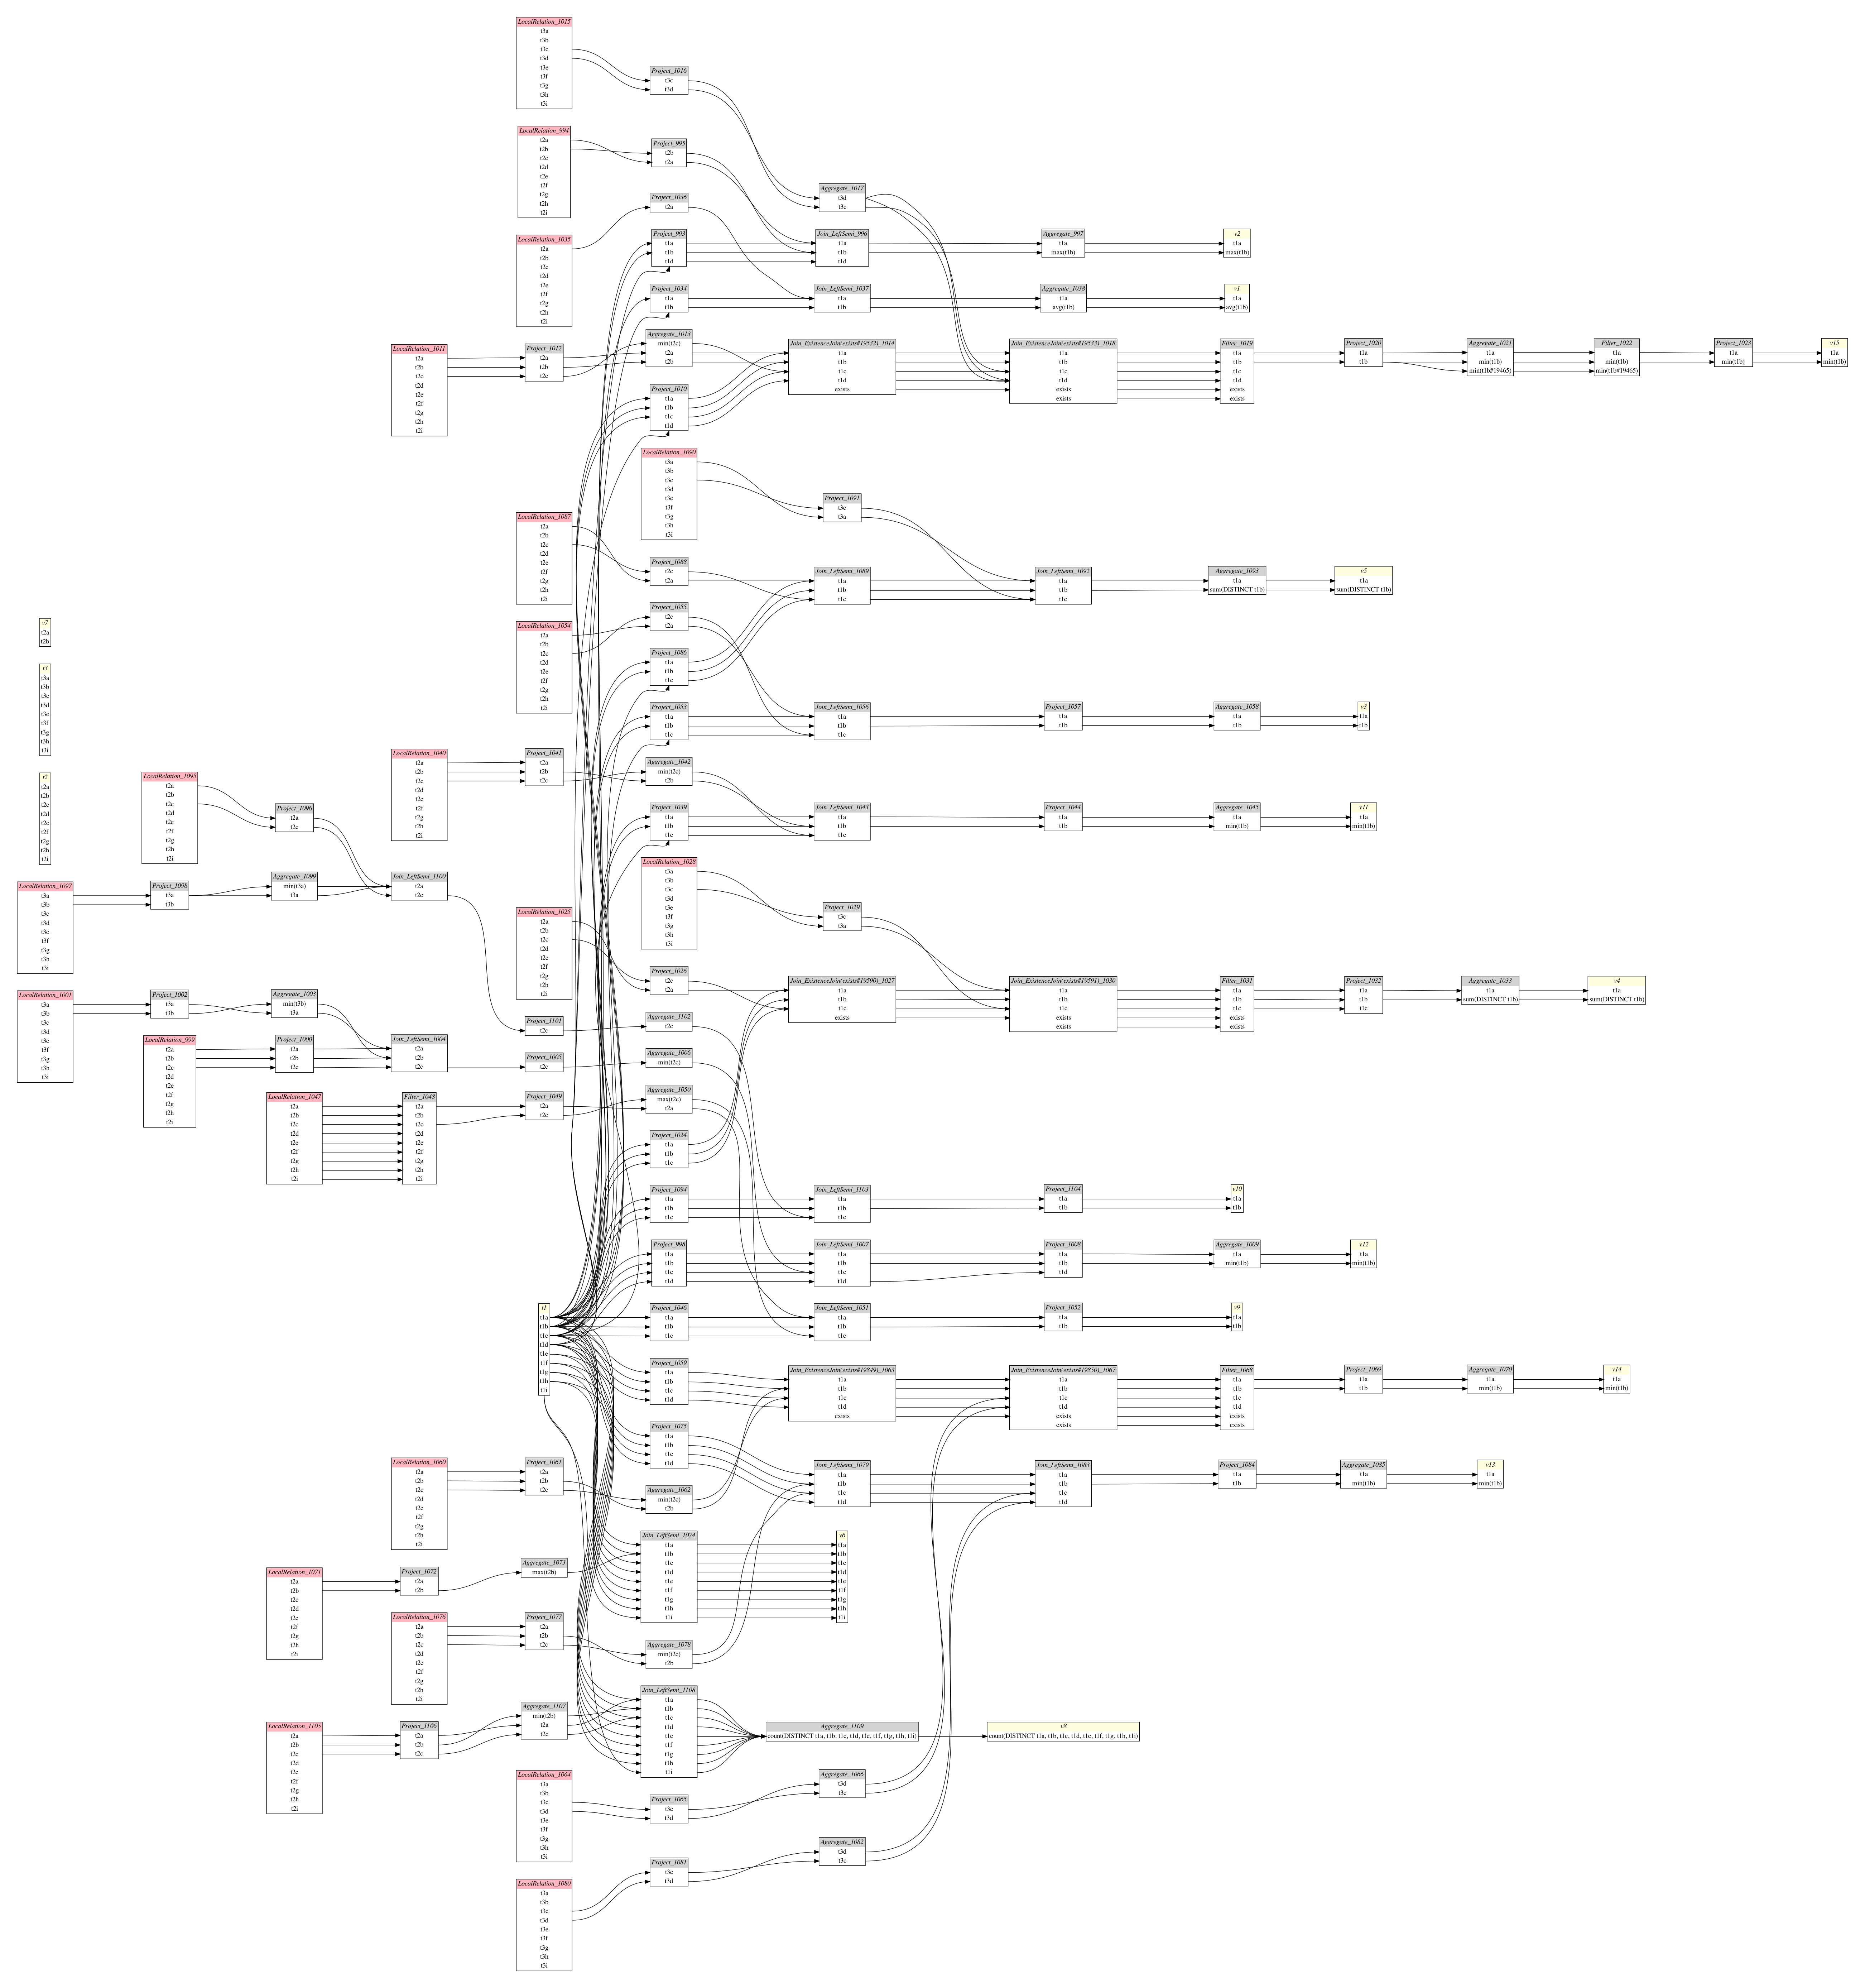 LocalRelation_1015
t3a
t3b
t3c
t3d
t3e
t3f
t3g
t3h
t3i
Project_1016
t3c
t3d
LocalRelation_994
t2a
t2b
t2c
t2d
t2e
t2f
t2g
t2h
t2i
Project_995
t2b
t2a
Aggregate_1017
t3d
t3c
Project_1036
t2a
LocalRelation_1035
t2a
t2b
t2c
t2d
t2e
t2f
t2g
t2h
t2i
Project_993
t1a
t1b
t1d
Join_LeftSemi_996
t1a
t1b
t1d
Aggregate_997
t1a
max(t1b)
v2
t1a
max(t1b)
Project_1034
t1a
t1b
Join_LeftSemi_1037
t1a
t1b
Aggregate_1038
t1a
avg(t1b)
v1
t1a
avg(t1b)
LocalRelation_1011
t2a
t2b
t2c
t2d
t2e
t2f
t2g
t2h
t2i
Project_1012
t2a
t2b
t2c
Aggregate_1013
min(t2c)
t2a
t2b
Project_1010
t1a
t1b
t1c
t1d
Join_ExistenceJoin(exists#19532)_1014
t1a
t1b
t1c
t1d
exists
Join_ExistenceJoin(exists#19533)_1018
t1a
t1b
t1c
t1d
exists
exists
Filter_1019
t1a
t1b
t1c
t1d
exists
exists
Project_1020
t1a
t1b
Aggregate_1021
t1a
min(t1b)
min(t1b#19465)
Filter_1022
t1a
min(t1b)
min(t1b#19465)
Project_1023
t1a
min(t1b)
v15
t1a
min(t1b)
LocalRelation_1090
t3a
t3b
t3c
t3d
t3e
t3f
t3g
t3h
t3i
Project_1091
t3c
t3a
LocalRelation_1087
t2a
t2b
t2c
t2d
t2e
t2f
t2g
t2h
t2i
Project_1088
t2c
t2a
Join_LeftSemi_1089
t1a
t1b
t1c
Join_LeftSemi_1092
t1a
t1b
t1c
Aggregate_1093
t1a
sum(DISTINCT t1b)
v5
t1a
sum(DISTINCT t1b)
Project_1055
t2c
t2a
LocalRelation_1054
t2a
t2b
t2c
t2d
t2e
t2f
t2g
t2h
t2i
v7
t2a
t2b
Project_1086
t1a
t1b
t1c
t3
t3a
t3b
t3c
t3d
t3e
t3f
t3g
t3h
t3i
Project_1053
t1a
t1b
t1c
Join_LeftSemi_1056
t1a
t1b
t1c
Project_1057
t1a
t1b
Aggregate_1058
t1a
t1b
v3
t1a
t1b
LocalRelation_1040
t2a
t2b
t2c
t2d
t2e
t2f
t2g
t2h
t2i
Project_1041
t2a
t2b
t2c
Aggregate_1042
min(t2c)
t2b
t2
t2a
t2b
t2c
t2d
t2e
t2f
t2g
t2h
t2i
LocalRelation_1095
t2a
t2b
t2c
t2d
t2e
t2f
t2g
t2h
t2i
Project_1096
t2a
t2c
Project_1039
t1a
t1b
t1c
Join_LeftSemi_1043
t1a
t1b
t1c
Project_1044
t1a
t1b
Aggregate_1045
t1a
min(t1b)
v11
t1a
min(t1b)
LocalRelation_1028
t3a
t3b
t3c
t3d
t3e
t3f
t3g
t3h
t3i
Project_1029
t3c
t3a
LocalRelation_1097
t3a
t3b
t3c
t3d
t3e
t3f
t3g
t3h
t3i
Project_1098
t3a
t3b
Aggregate_1099
min(t3a)
t3a
Join_LeftSemi_1100
t2a
t2c
LocalRelation_1025
t2a
t2b
t2c
t2d
t2e
t2f
t2g
t2h
t2i
Project_1026
t2c
t2a
Join_ExistenceJoin(exists#19590)_1027
t1a
t1b
t1c
exists
Join_ExistenceJoin(exists#19591)_1030
t1a
t1b
t1c
exists
exists
Filter_1031
t1a
t1b
t1c
exists
exists
Project_1032
t1a
t1b
t1c
Aggregate_1033
t1a
sum(DISTINCT t1b)
v4
t1a
sum(DISTINCT t1b)
LocalRelation_1001
t3a
t3b
t3c
t3d
t3e
t3f
t3g
t3h
t3i
Project_1002
t3a
t3b
Aggregate_1003
min(t3b)
t3a
Project_1101
t2c
Aggregate_1102
t2c
LocalRelation_999
t2a
t2b
t2c
t2d
t2e
t2f
t2g
t2h
t2i
Project_1000
t2a
t2b
t2c
Join_LeftSemi_1004
t2a
t2b
t2c
Project_1005
t2c
Aggregate_1006
min(t2c)
LocalRelation_1047
t2a
t2b
t2c
t2d
t2e
t2f
t2g
t2h
t2i
Filter_1048
t2a
t2b
t2c
t2d
t2e
t2f
t2g
t2h
t2i
Project_1049
t2a
t2c
Aggregate_1050
max(t2c)
t2a
Project_1024
t1a
t1b
t1c
Project_1094
t1a
t1b
t1c
Join_LeftSemi_1103
t1a
t1b
t1c
Project_1104
t1a
t1b
v10
t1a
t1b
Project_998
t1a
t1b
t1c
t1d
Join_LeftSemi_1007
t1a
t1b
t1c
t1d
Project_1008
t1a
t1b
t1d
Aggregate_1009
t1a
min(t1b)
v12
t1a
min(t1b)
t1
t1a
t1b
t1c
t1d
t1e
t1f
t1g
t1h
t1i
Project_1046
t1a
t1b
t1c
Join_LeftSemi_1051
t1a
t1b
t1c
Project_1052
t1a
t1b
v9
t1a
t1b
Project_1059
t1a
t1b
t1c
t1d
Join_ExistenceJoin(exists#19849)_1063
t1a
t1b
t1c
t1d
exists
Join_ExistenceJoin(exists#19850)_1067
t1a
t1b
t1c
t1d
exists
exists
Filter_1068
t1a
t1b
t1c
t1d
exists
exists
Project_1069
t1a
t1b
Aggregate_1070
t1a
min(t1b)
v14
t1a
min(t1b)
Project_1075
t1a
t1b
t1c
t1d
LocalRelation_1060
t2a
t2b
t2c
t2d
t2e
t2f
t2g
t2h
t2i
Project_1061
t2a
t2b
t2c
Aggregate_1062
min(t2c)
t2b
Join_LeftSemi_1079
t1a
t1b
t1c
t1d
Join_LeftSemi_1083
t1a
t1b
t1c
t1d
Project_1084
t1a
t1b
Aggregate_1085
t1a
min(t1b)
v13
t1a
min(t1b)
Join_LeftSemi_1074
t1a
t1b
t1c
t1d
t1e
t1f
t1g
t1h
t1i
v6
t1a
t1b
t1c
t1d
t1e
t1f
t1g
t1h
t1i
LocalRelation_1071
t2a
t2b
t2c
t2d
t2e
t2f
t2g
t2h
t2i
Project_1072
t2a
t2b
Aggregate_1073
max(t2b)
LocalRelation_1076
t2a
t2b
t2c
t2d
t2e
t2f
t2g
t2h
t2i
Project_1077
t2a
t2b
t2c
Aggregate_1078
min(t2c)
t2b
LocalRelation_1105
t2a
t2b
t2c
t2d
t2e
t2f
t2g
t2h
t2i
Project_1106
t2a
t2b
t2c
Aggregate_1107
min(t2b)
t2a
t2c
Join_LeftSemi_1108
t1a
t1b
t1c
t1d
t1e
t1f
t1g
t1h
t1i
Aggregate_1109
count(DISTINCT t1a, t1b, t1c, t1d, t1e, t1f, t1g, t1h, t1i)
v8
count(DISTINCT t1a, t1b, t1c, t1d, t1e, t1f, t1g, t1h, t1i)
LocalRelation_1064
t3a
t3b
t3c
t3d
t3e
t3f
t3g
t3h
t3i
Project_1065
t3c
t3d
Aggregate_1066
t3d
t3c
Aggregate_1082
t3d
t3c
Project_1081
t3c
t3d
LocalRelation_1080
t3a
t3b
t3c
t3d
t3e
t3f
t3g
t3h
t3i